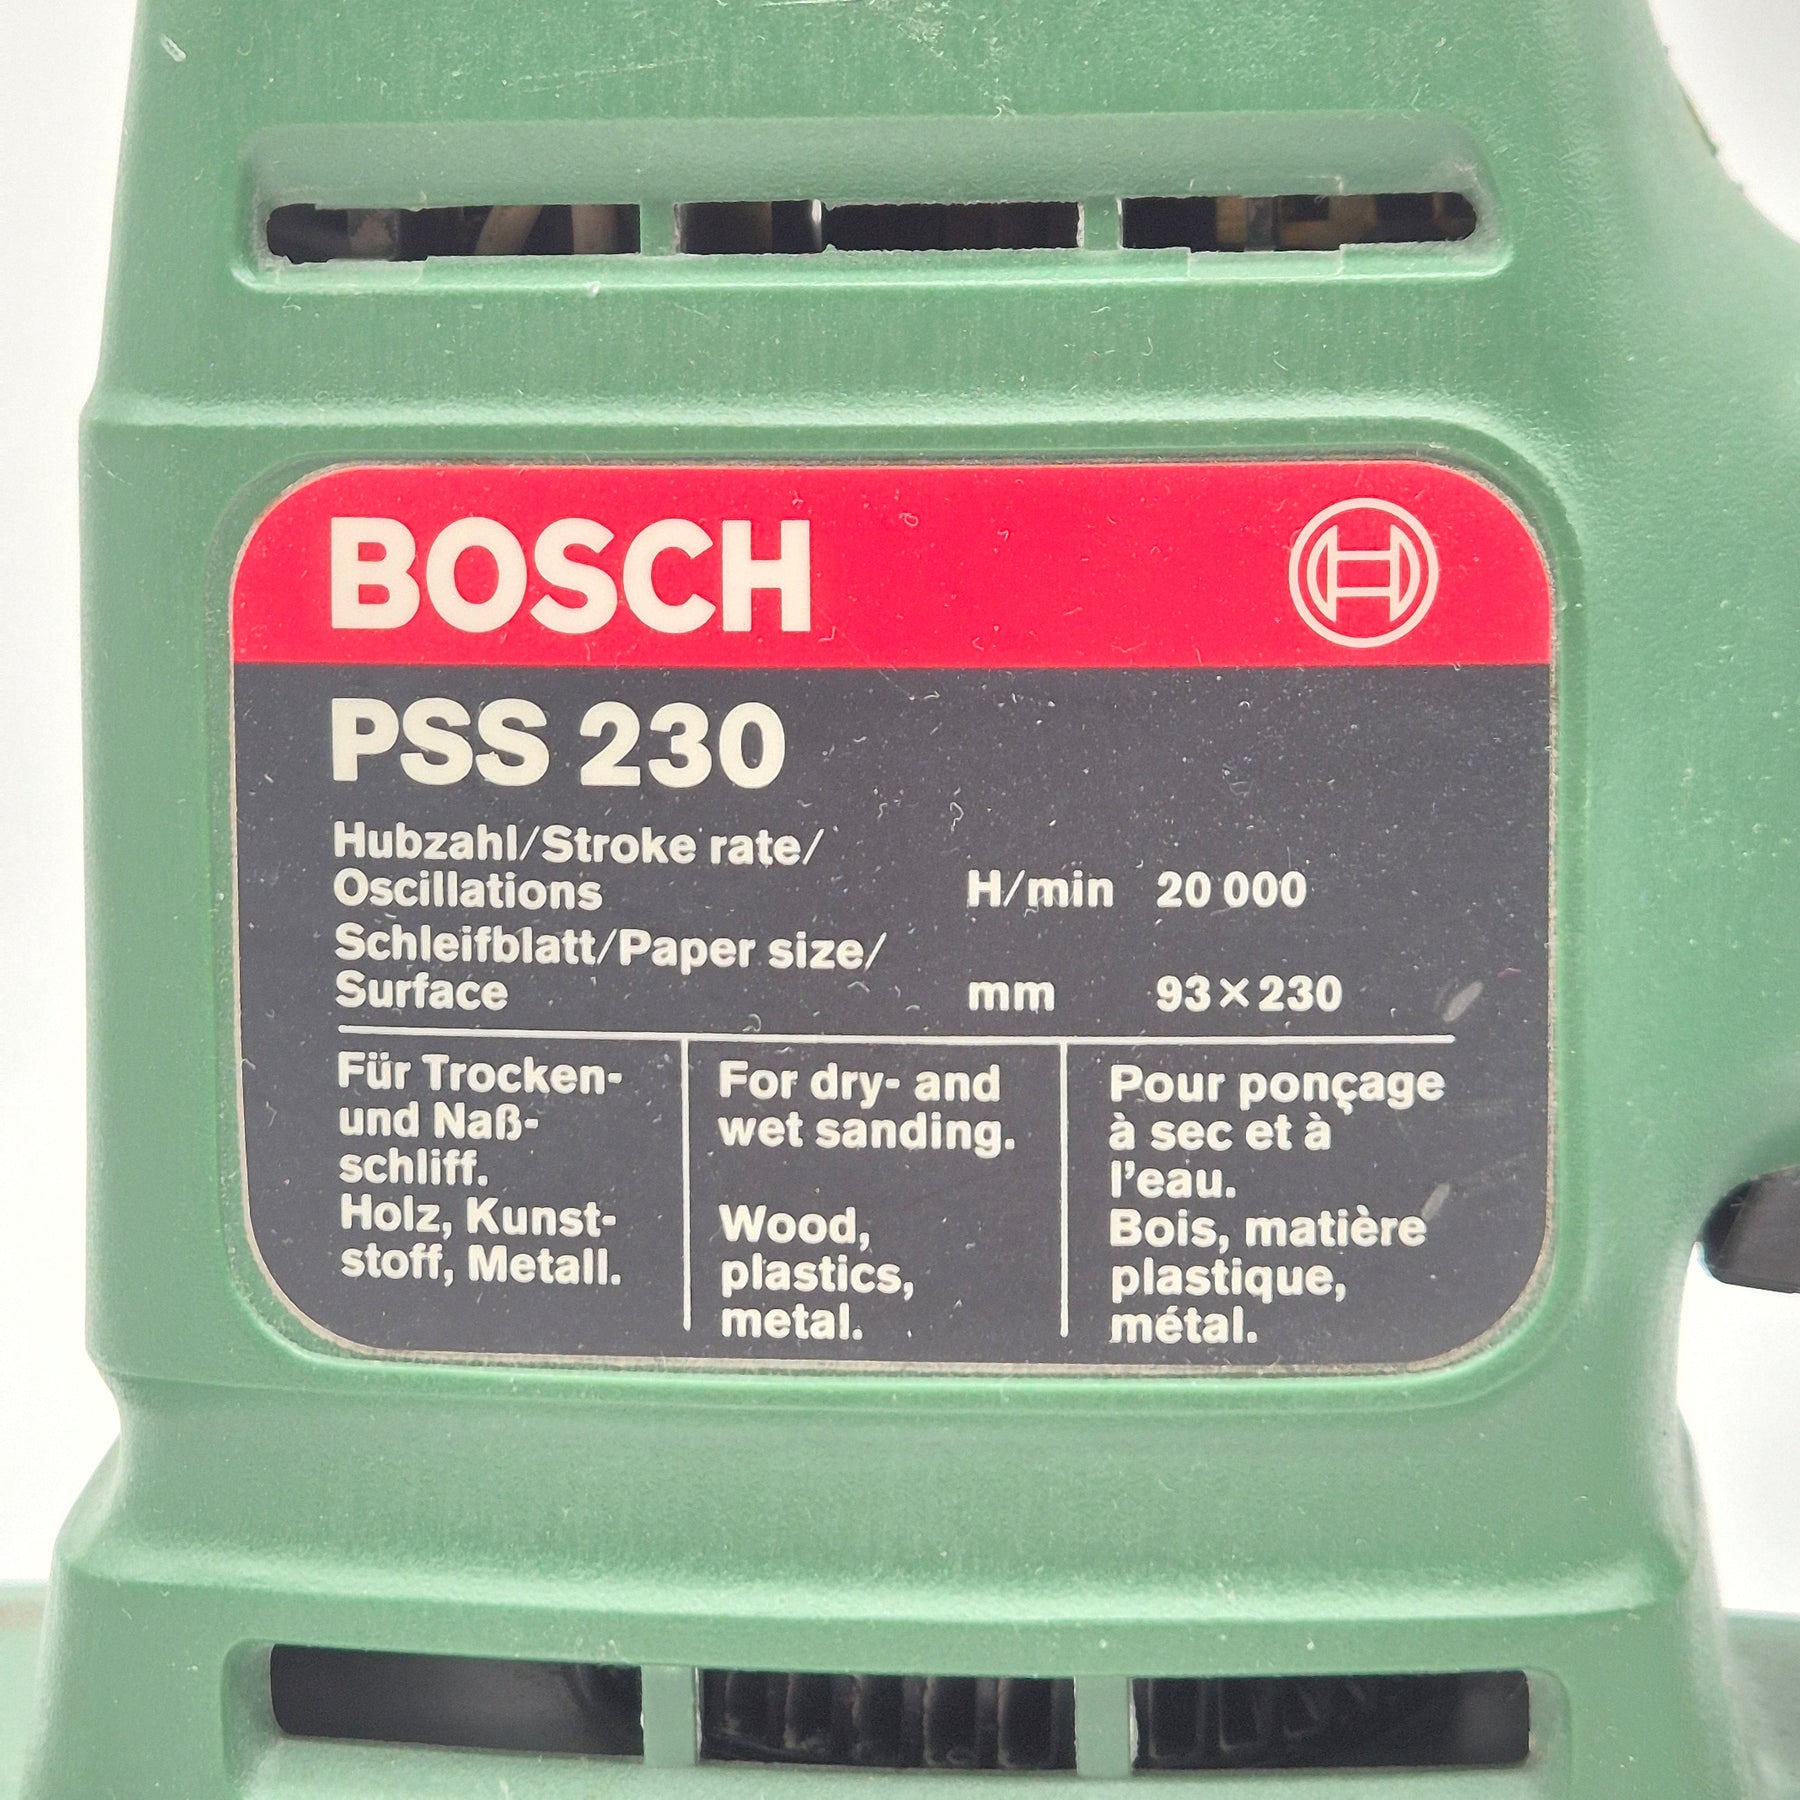 BOSCH
PSS 230
Hubzahl/Stroke rate/
Oscillations H/min 20 000
Schleifblatt/Paper size/
Surface mm 93×230
Für Trocken-
und Naß-
schliff.
Holz, Kunst-
stoff, Metall.
For dry- and
wet sanding.
Wood,
plastics,
metal.
Pour ponçage
à sec et à
l'eau.
Bois, matière
plastique,
métal.